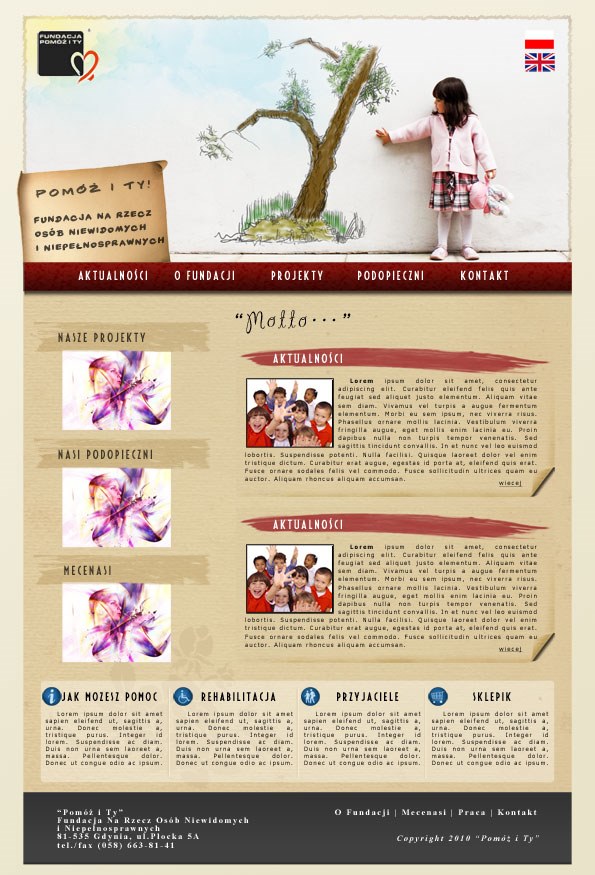 FUNDACJA
POMÓŻ I TY
POMÓŻ I TY!
FUNDACJA NA RZECZ
OSÓB NIEWIDOMYCH
I NIEPEŁNOSPRAWNYCH
AKTUALNOŚCI O FUNDACJI PROJEKTY PODOPIECZNI KONTAKT
“Motto...”
NASZE PROJEKTY
NASI PODOPIECZNI
MECENASI
AKTUALNOŚCI
Lorem ipsum dolor sit amet, consectetur
adipiscing elit. Curabitur eleifend felis quis ante
feugiat sed aliquet justo elementum. Aliquam vitae
sem diam. Vivamus vel turpis a augue fermentum
elementum. Morbi eu sem ipsum, nec viverra risus.
Phasellus ornare mollis lacinia. Vestibulum viverra
fringilla augue, eget mollis enim lacinia eu. Proin
dapibus nulla non turpis tempor venenatis. Sed
sagittis tortor convallis. In et nunc vel leo euismod
lobortis. Suspendisse potenti. Nulla facilisi. Quisque laoreet dolor vel enim
tristique dictum. Curabitur erat augue, egestas id porta et, eleifend quis erat.
Fusce ornare sodales felis vel commodo. Fusce sollicitudin ultrices quam eu
auctor. Aliquam rhoncus aliquam accumsan.
wiecej
AKTUALNOŚCI
Lorem ipsum dolor sit amet, consectetur
adipiscing elit. Curabitur eleifend felis quis ante
feugiat sed aliquet justo elementum. Aliquam vitae
sem diam. Vivamus vel turpis a augue fermentum
elementum. Morbi eu sem ipsum, nec viverra risus.
Phasellus ornare mollis lacinia. Vestibulum viverra
fringilla augue, eget mollis enim lacinia eu. Proin
dapibus nulla non turpis tempor venenatis. Sed
sagittis tortor convallis. In et nunc vel leo euismod
lobortis. Suspendisse potenti. Nulla facilisi. Quisque laoreet dolor vel enim
tristique dictum. Curabitur erat augue, egestas id porta et, eleifend quis erat.
Fusce ornare sodales felis vel commodo. Fusce sollicitudin ultrices quam eu
auctor. Aliquam rhoncus aliquam accumsan.
wiecej
JAK MOZESZ POMOC
Lorem ipsum dolor sit amet
sapien eleifend ut, sagittis a,
urna. Donec molestie a,
tristique purus. Integer id
lorem. Suspendisse ac diam.
Duis non urna sem laoreet a,
massa. Pellentesque dolor.
Donec ut congue odio ac ipsum.
REHABILITACJA
Lorem ipsum dolor sit amet
sapien eleifend ut, sagittis a,
urna. Donec molestie a,
tristique purus. Integer id
lorem. Suspendisse ac diam.
Duis non urna sem laoreet a,
massa. Pellentesque dolor.
Donec ut congue odio ac ipsum.
PRZYJACIELE
Lorem ipsum dolor sit amet
sapien eleifend ut, sagittis a,
urna. Donec molestie a,
tristique purus. Integer id
lorem. Suspendisse ac diam.
Duis non urna sem laoreet a,
massa. Pellentesque dolor.
Donec ut congue odio ac ipsum.
SKLEPIK
Lorem ipsum dolor sit amet
sapien eleifend ut, sagittis a,
urna. Donec molestie a,
tristique purus. Integer id
lorem. Suspendisse ac diam.
Duis non urna sem laoreet a,
massa. Pellentesque dolor.
Donec ut congue odio ac ipsum.
“Pomóż i Ty”
Fundacja Na Rzecz Osób Niewidomych
i Niepełnosprawnych
81-535 Gdynia, ul.Płocka 5A
tel./fax (058) 663-81-41
O Fundacji | Mecenasi | Praca | Kontakt
Copyright 2010 “Pomóż i Ty”